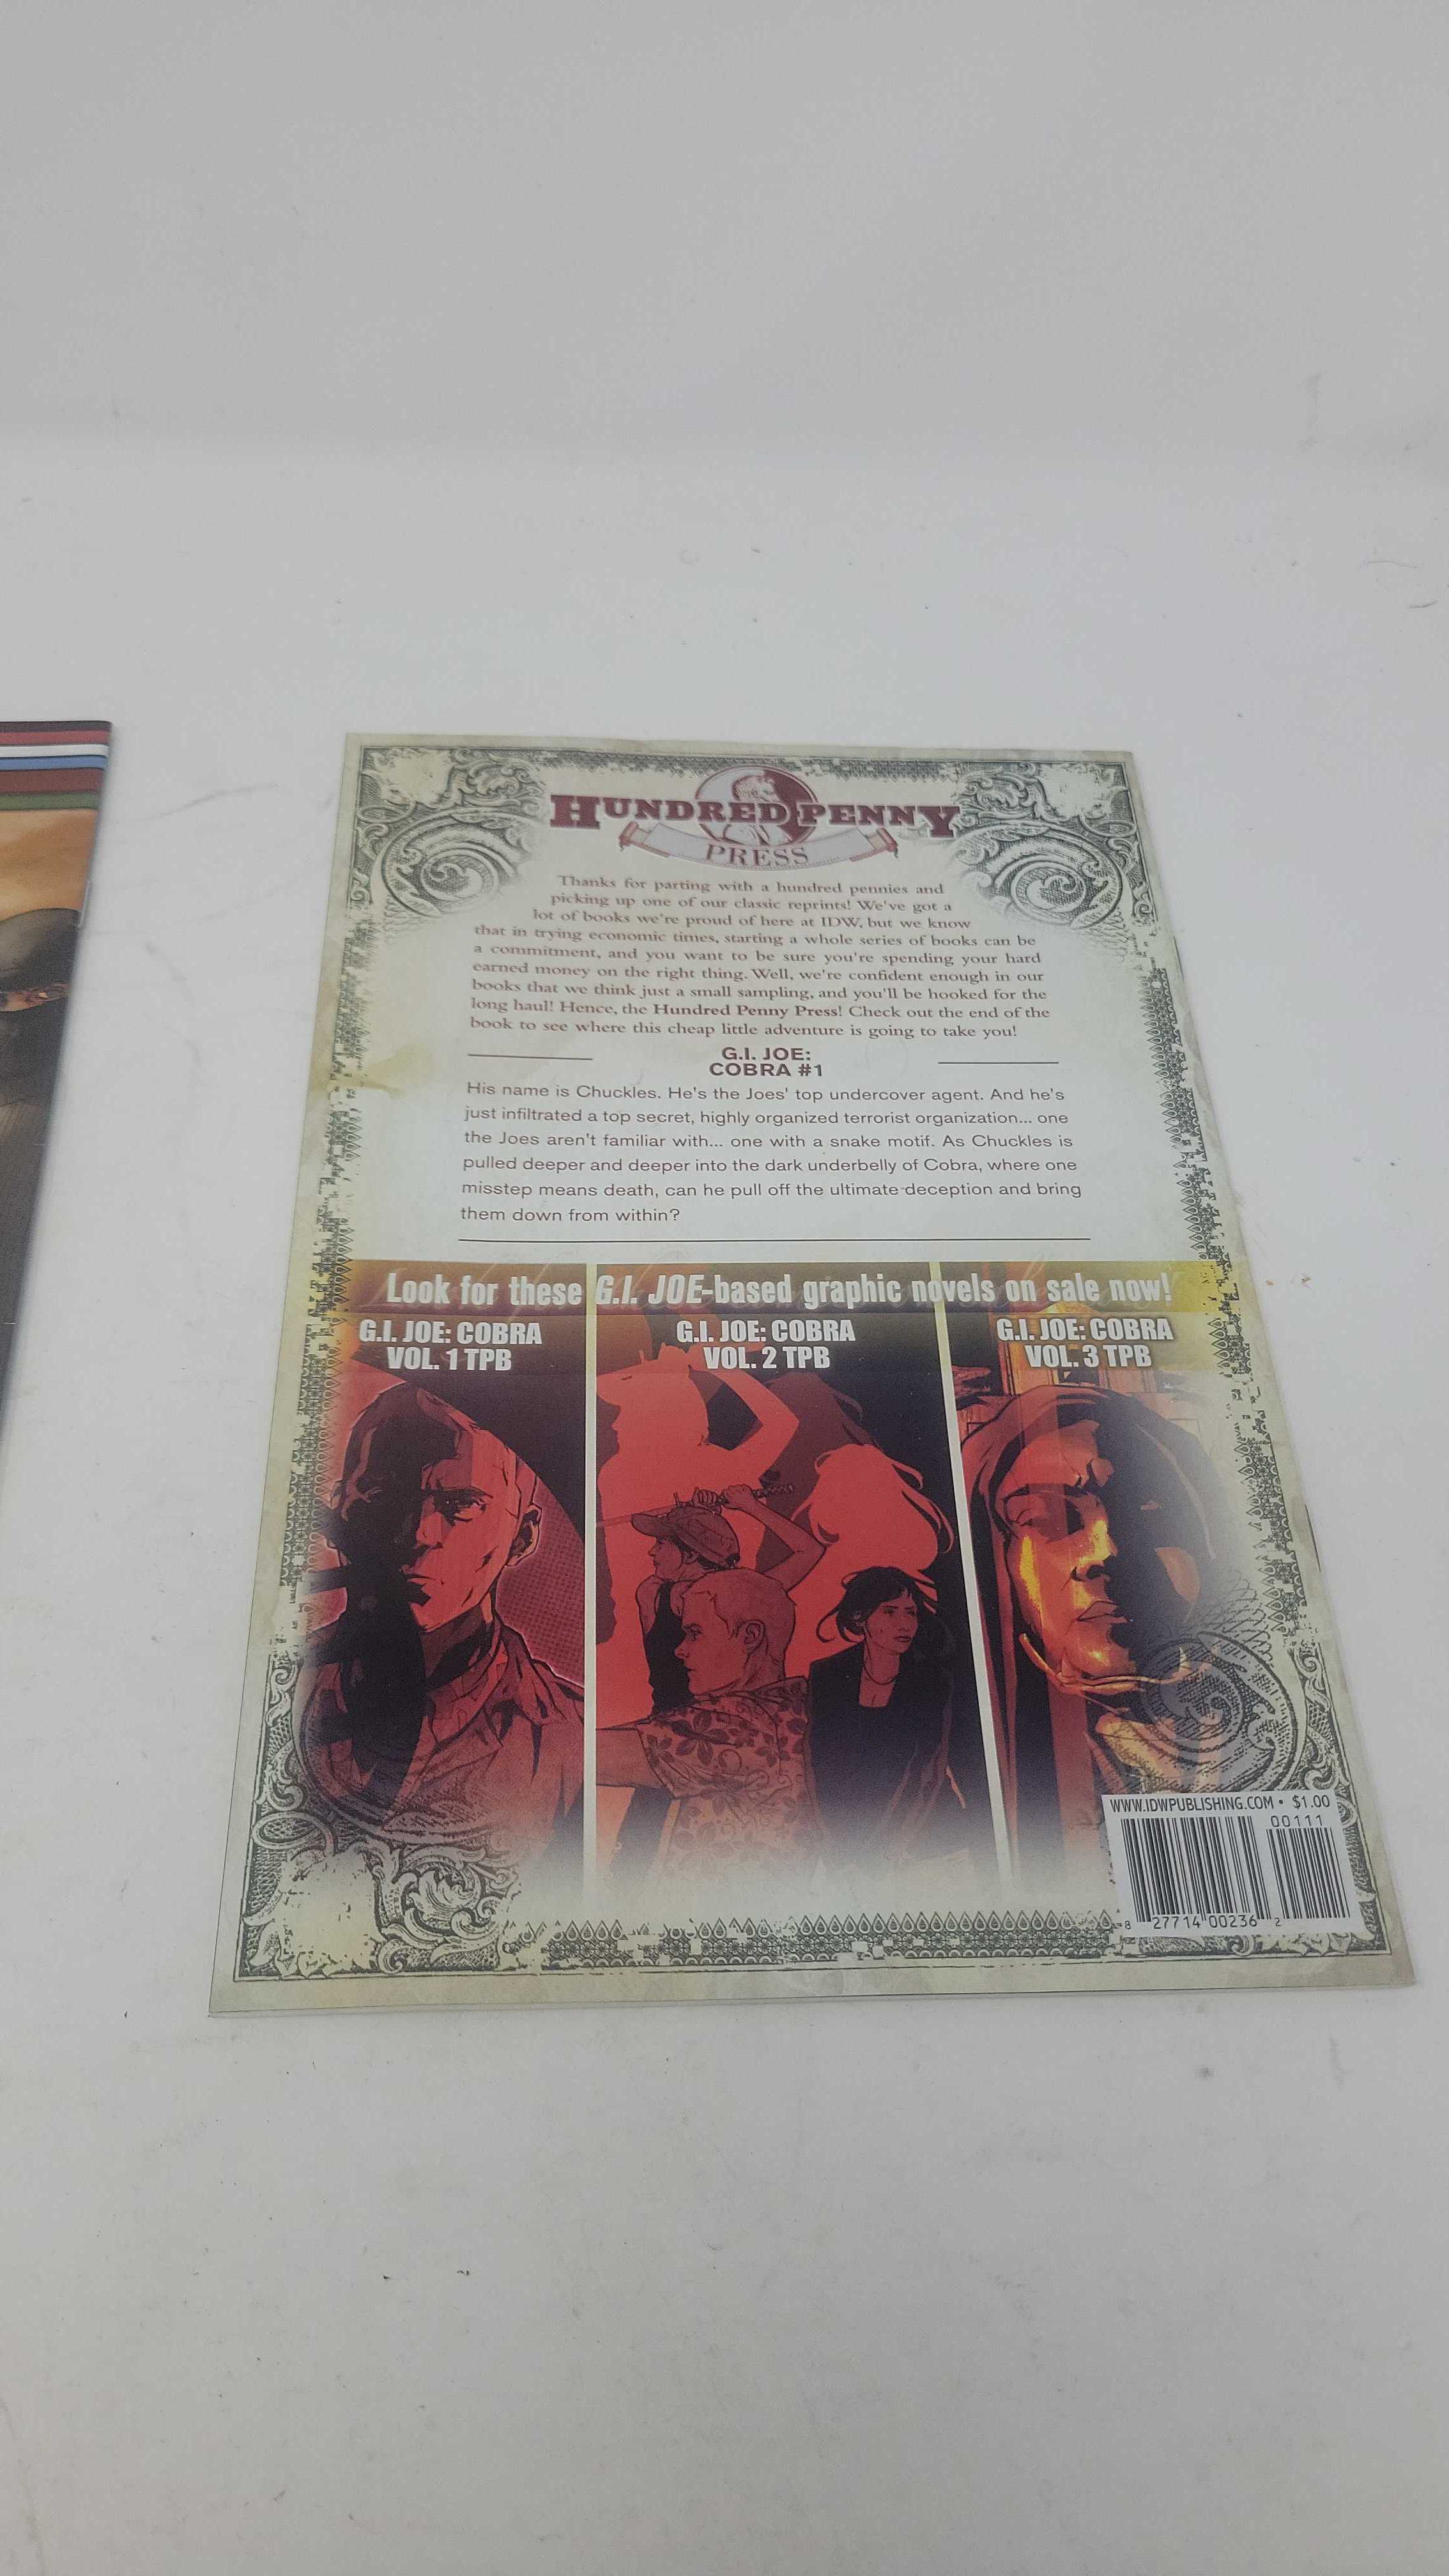 HUNDRED PENNY
PRESS
Thanks for parting with a hundred pennies and
picking up one of our classic reprints! We've got a
lot of books we're proud of here at IDW, but we know
that in trying economic times, starting a whole series of books can be
a commitment, and you want to be sure you're spending your hard
earned money on the right thing. Well, we're confident enough in our
books that we think just a small sampling, and you'll be hooked for the
long haul! Hence, the Hundred Penny Press! Check out the end of the
book to see where this cheap little adventure is going to take you!
G.I. JOE:
COBRA #1
His name is Chuckles. He's the Joes' top undercover agent. And he's
just infiltrated a top secret, highly organized terrorist organization... one
the Joes aren't familiar with... one with a snake motif. As Chuckles is
pulled deeper and deeper into the dark underbelly of Cobra, where one
misstep means death, can he pull off the ultimate deception and bring
them down from within?
Look for these G.I. JOE-based graphic novels on sale now!
G.I. JOE: COBRA
VOL. 1 TPB
G.I. JOE: COBRA
VOL. 2 TPB
G.I. JOE: COBRA
VOL. 3 TPB
WWW.IDWPUBLISHING.COM • $1.00
00111
8 27714 00236 2